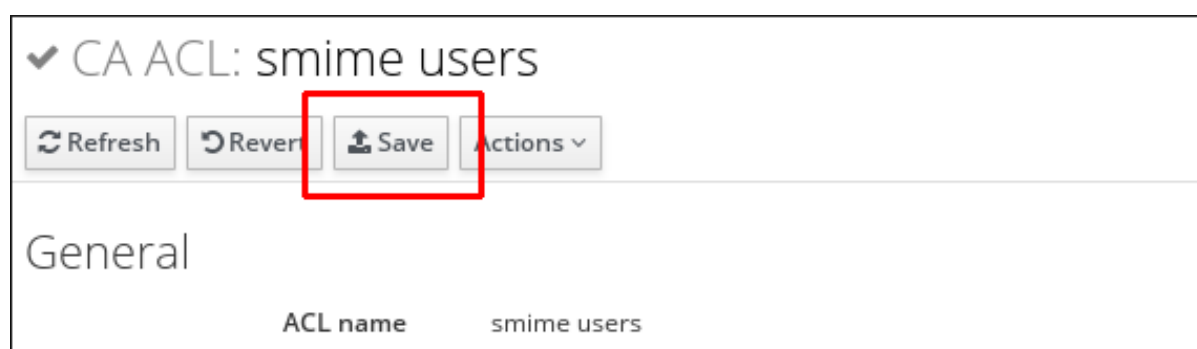 CA ACL: smime users
Refresh Revert Save Actions
General
ACL name smime users